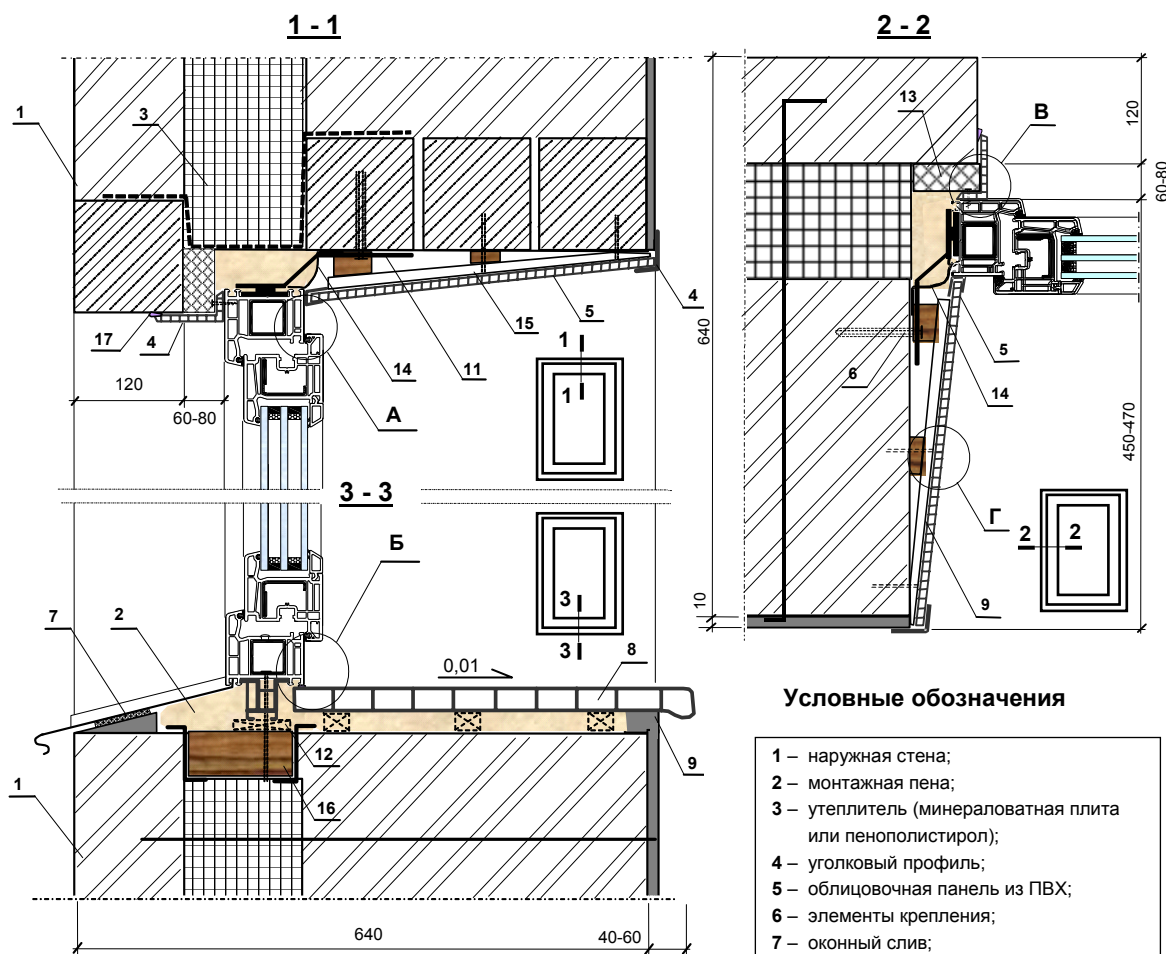 1 - 1
2 - 2
1
3
13
В
120
60-80
17
4
15
5
4
14
11
120
60-80
А
1
1
640
6
5
14
450-470
Г
3 - 3
Б
2
2
7
2
3
3
10
9
0,01
8
12
9
1
16
640
40-60
Условные обозначения
1 – наружная стена;
2 – монтажная пена;
3 – утеплитель (минераловатная плита
или пенополистирол);
4 – уголковый профиль;
5 – облицовочная панель из ПВХ;
6 – элементы крепления;
7 – оконный слив;